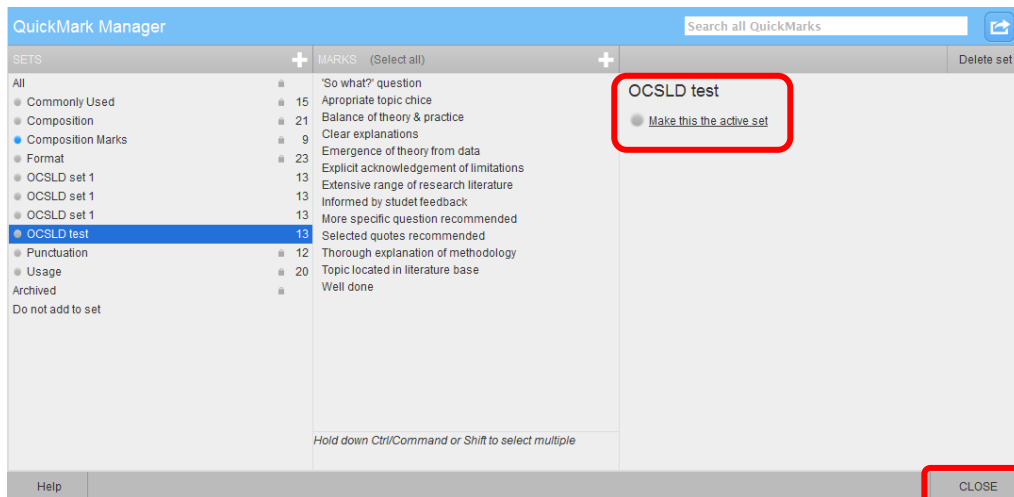 QuickMark Manager
Search all QuickMarks
SETS
MARKS (Select all)
Delete set
All
Commonly Used 15
Composition 21
Composition Marks 9
Format 23
OCSLD set 1 13
OCSLD set 1 13
OCSLD set 1 13
OCSLD test 13
Punctuation 12
Usage 20
Archived
Do not add to set
'So what?' question
Apropriate topic chice
Balance of theory & practice
Clear explanations
Emergence of theory from data
Explicit acknowledgement of limitations
Extensive range of research literature
Informed by studet feedback
More specific question recommended
Selected quotes recommended
Thorough explanation of methodology
Topic located in literature base
Well done
Hold down Ctrl/Command or Shift to select multiple
OCSLD test
Make this the active set
Help
CLOSE